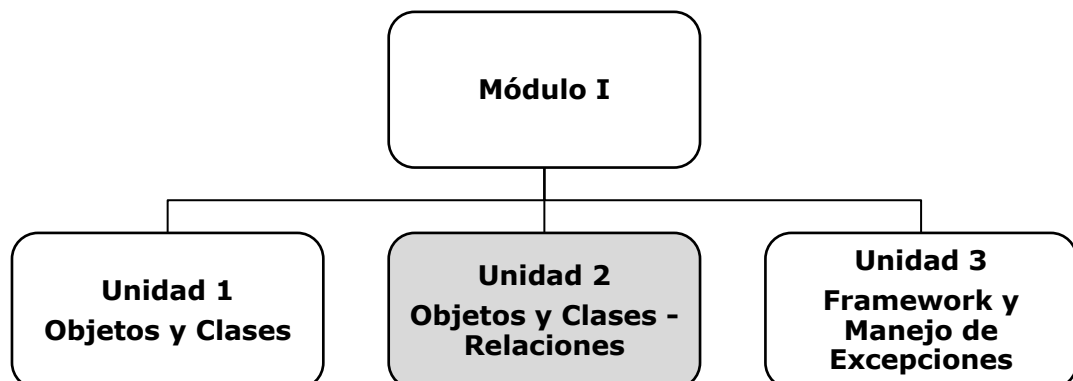 Módulo I
Unidad 1
Objetos y Clases
Unidad 2
Objetos y Clases -
Relaciones
Unidad 3
Framework y
Manejo de
Excepciones